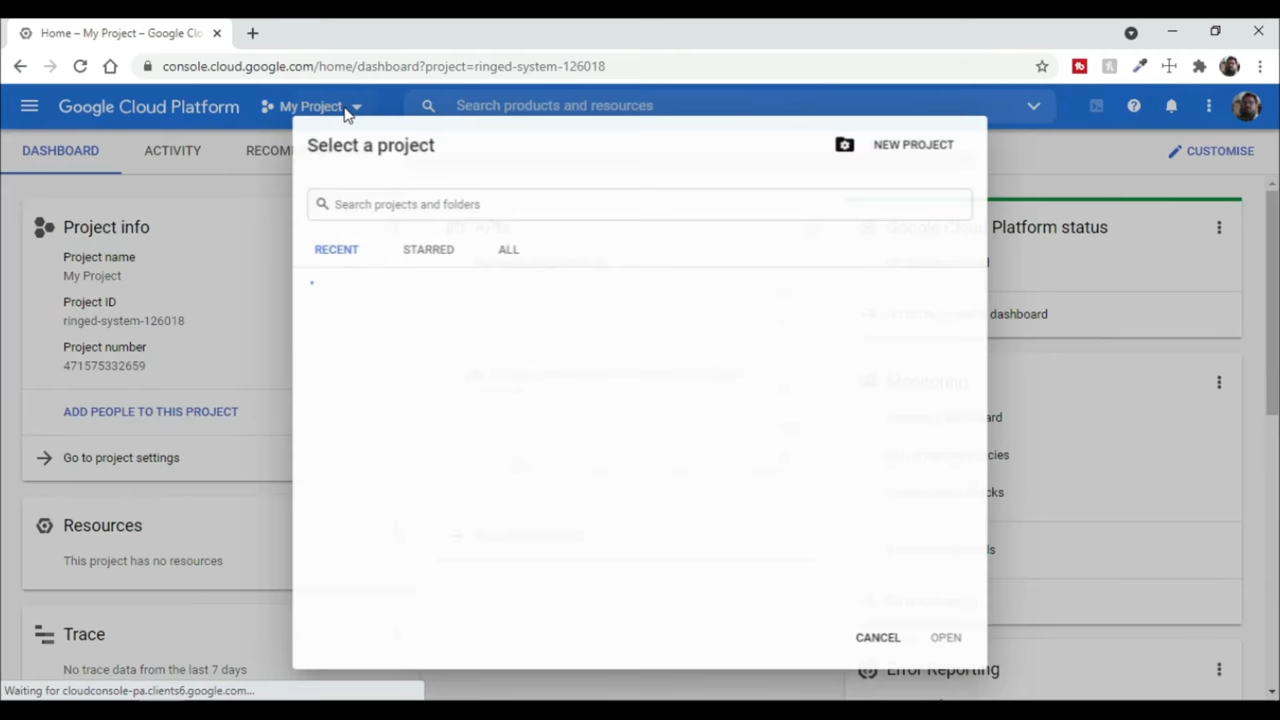 Home – My Project – Google Clo
console.cloud.google.com/home/dashboard?project=ringed-system-126018
Google Cloud Platform
My Project
Search products and resources
DASHBOARD
ACTIVITY
RECOM
CUSTOMISE
Select a project
NEW PROJECT
Search projects and folders
RECENT
STARRED
ALL
CANCEL
OPEN
Project info
Project name
My Project
Project ID
ringed-system-126018
Project number
471575332659
ADD PEOPLE TO THIS PROJECT
Go to project settings
Resources
This project has no resources
Trace
No trace data from the last 7 days
Platform status
dashboard
Monitoring
Error Reporting
Waiting for cloudconsole-pa.clients6.google.com...